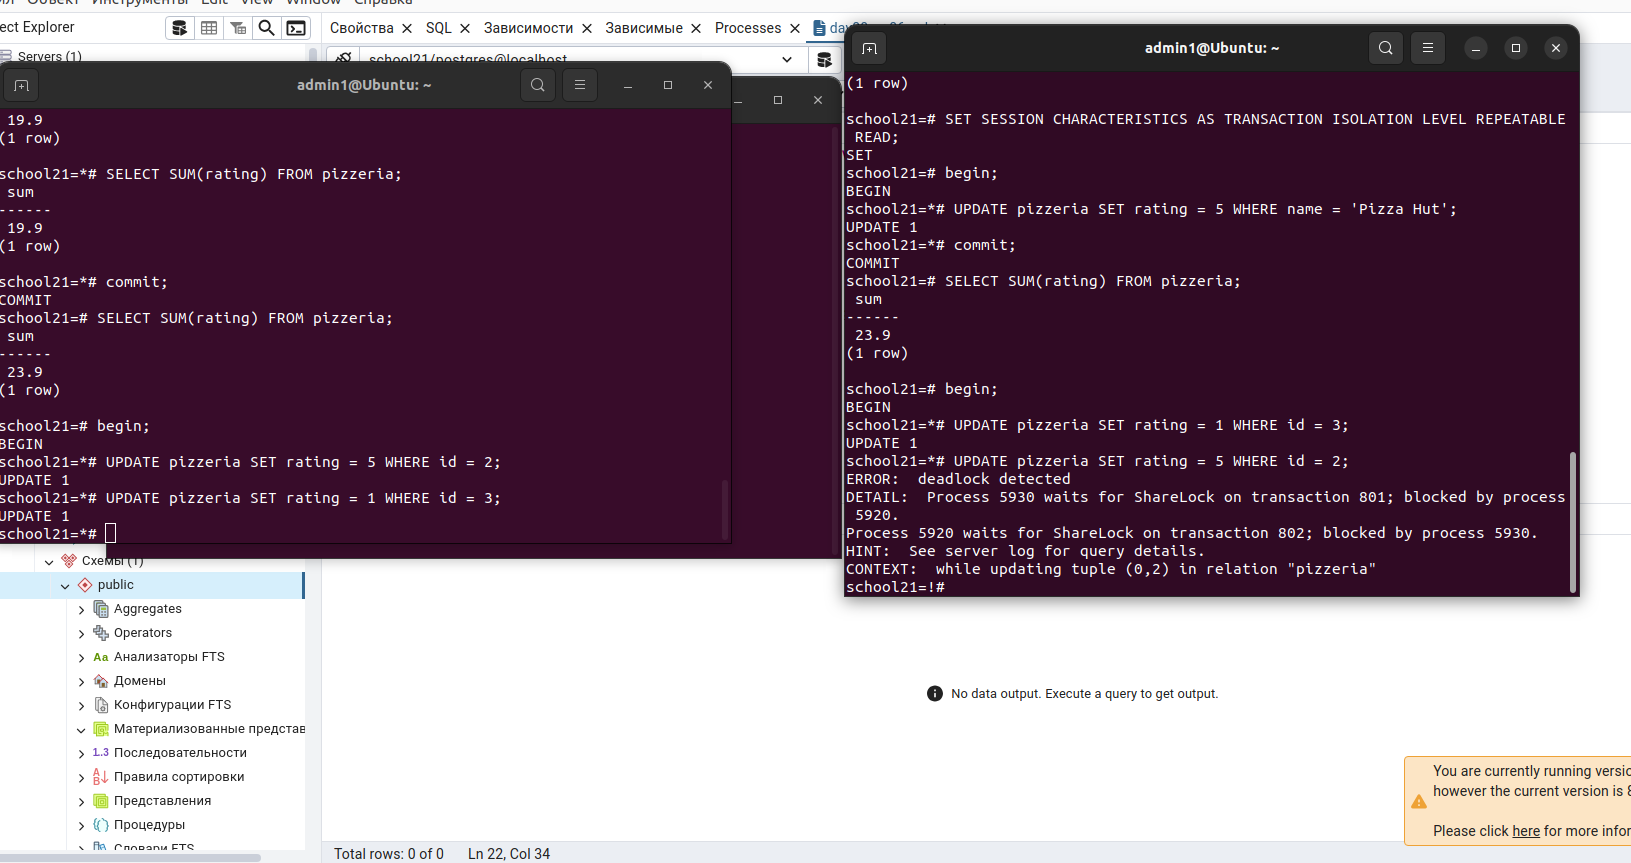 Объект Инструменты Edit View Window Справка
ect Explorer
Свойства
SQL
Зависимости
Зависимые
Processes
Servers (1)
school21/postgres@localhost
admin1@Ubuntu: ~
19.9
(1 row)
school21=*# SELECT SUM(rating) FROM pizzeria;
sum
------
19.9
(1 row)
school21=*# commit;
COMMIT
school21=# SELECT SUM(rating) FROM pizzeria;
sum
------
23.9
(1 row)
school21=# begin;
BEGIN
school21=*# UPDATE pizzeria SET rating = 5 WHERE id = 2;
UPDATE 1
school21=*# UPDATE pizzeria SET rating = 1 WHERE id = 3;
UPDATE 1
school21=*#
admin1@Ubuntu: ~
(1 row)
school21=# SET SESSION CHARACTERISTICS AS TRANSACTION ISOLATION LEVEL REPEATABLE
READ;
SET
school21=# begin;
BEGIN
school21=*# UPDATE pizzeria SET rating = 5 WHERE name = 'Pizza Hut';
UPDATE 1
school21=*# commit;
COMMIT
school21=# SELECT SUM(rating) FROM pizzeria;
sum
------
23.9
(1 row)
school21=# begin;
BEGIN
school21=*# UPDATE pizzeria SET rating = 1 WHERE id = 3;
UPDATE 1
school21=*# UPDATE pizzeria SET rating = 5 WHERE id = 2;
ERROR:  deadlock detected
DETAIL:  Process 5930 waits for ShareLock on transaction 801; blocked by process
5920.
Process 5920 waits for ShareLock on transaction 802; blocked by process 5930.
HINT:  See server log for query details.
CONTEXT:  while updating tuple (0,2) in relation "pizzeria"
school21=!#
Схемы (1)
public
Aggregates
Operators
Aa Анализаторы FTS
Домены
Конфигурации FTS
Материализованные представ
1..3 Последовательности
Правила сортировки
Представления
Процедуры
Словари FTS
No data output. Execute a query to get output.
You are currently running versio
however the current version is 8
Please click here for more infor
Total rows: 0 of 0
Ln 22, Col 34